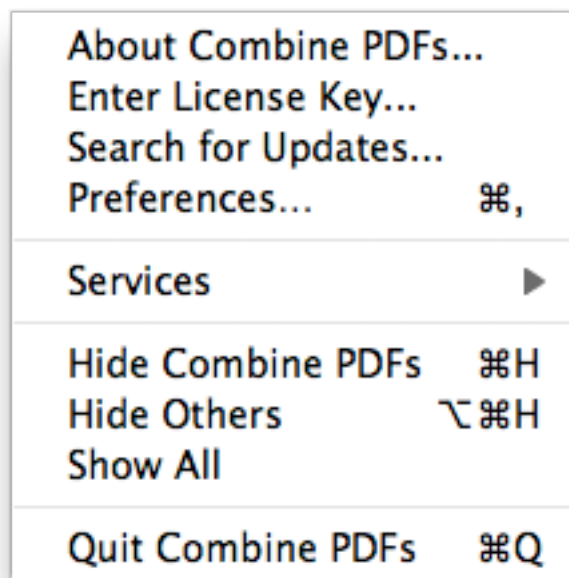 About Combine PDFs...
Enter License Key...
Search for Updates...
Preferences... ⌘,
Services ▶
Hide Combine PDFs ⌘H
Hide Others ⌥⌘H
Show All
Quit Combine PDFs ⌘Q